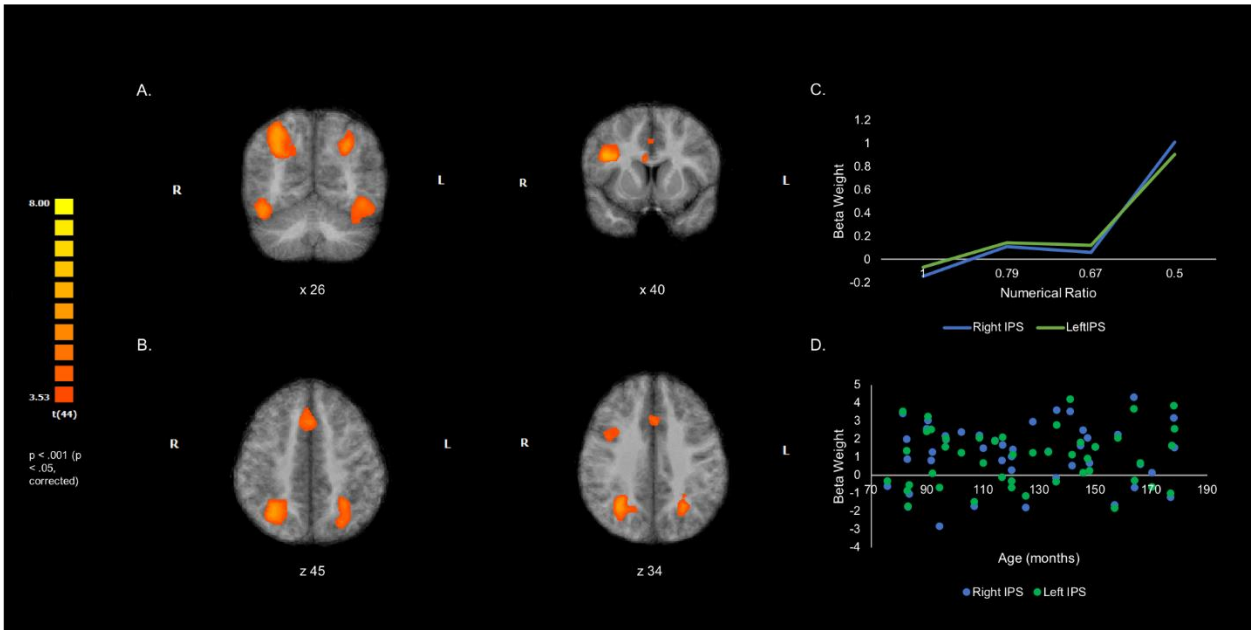 A.
R
L
x 26
R
L
x 40
8.00
3.53
t(44)
p < .001 (p
< .05,
corrected)
B.
R
L
z 45
R
L
z 34
C.
1.2
1
0.8
0.6
0.4
0.2
0
-0.2
Beta Weight
1
0.79
0.67
0.5
Numerical Ratio
Right IPS
LeftIPS
D.
5
4
3
2
1
0
-1
-2
-3
-4
Beta Weight
70
90
110
130
150
170
190
Age (months)
Right IPS
Left IPS